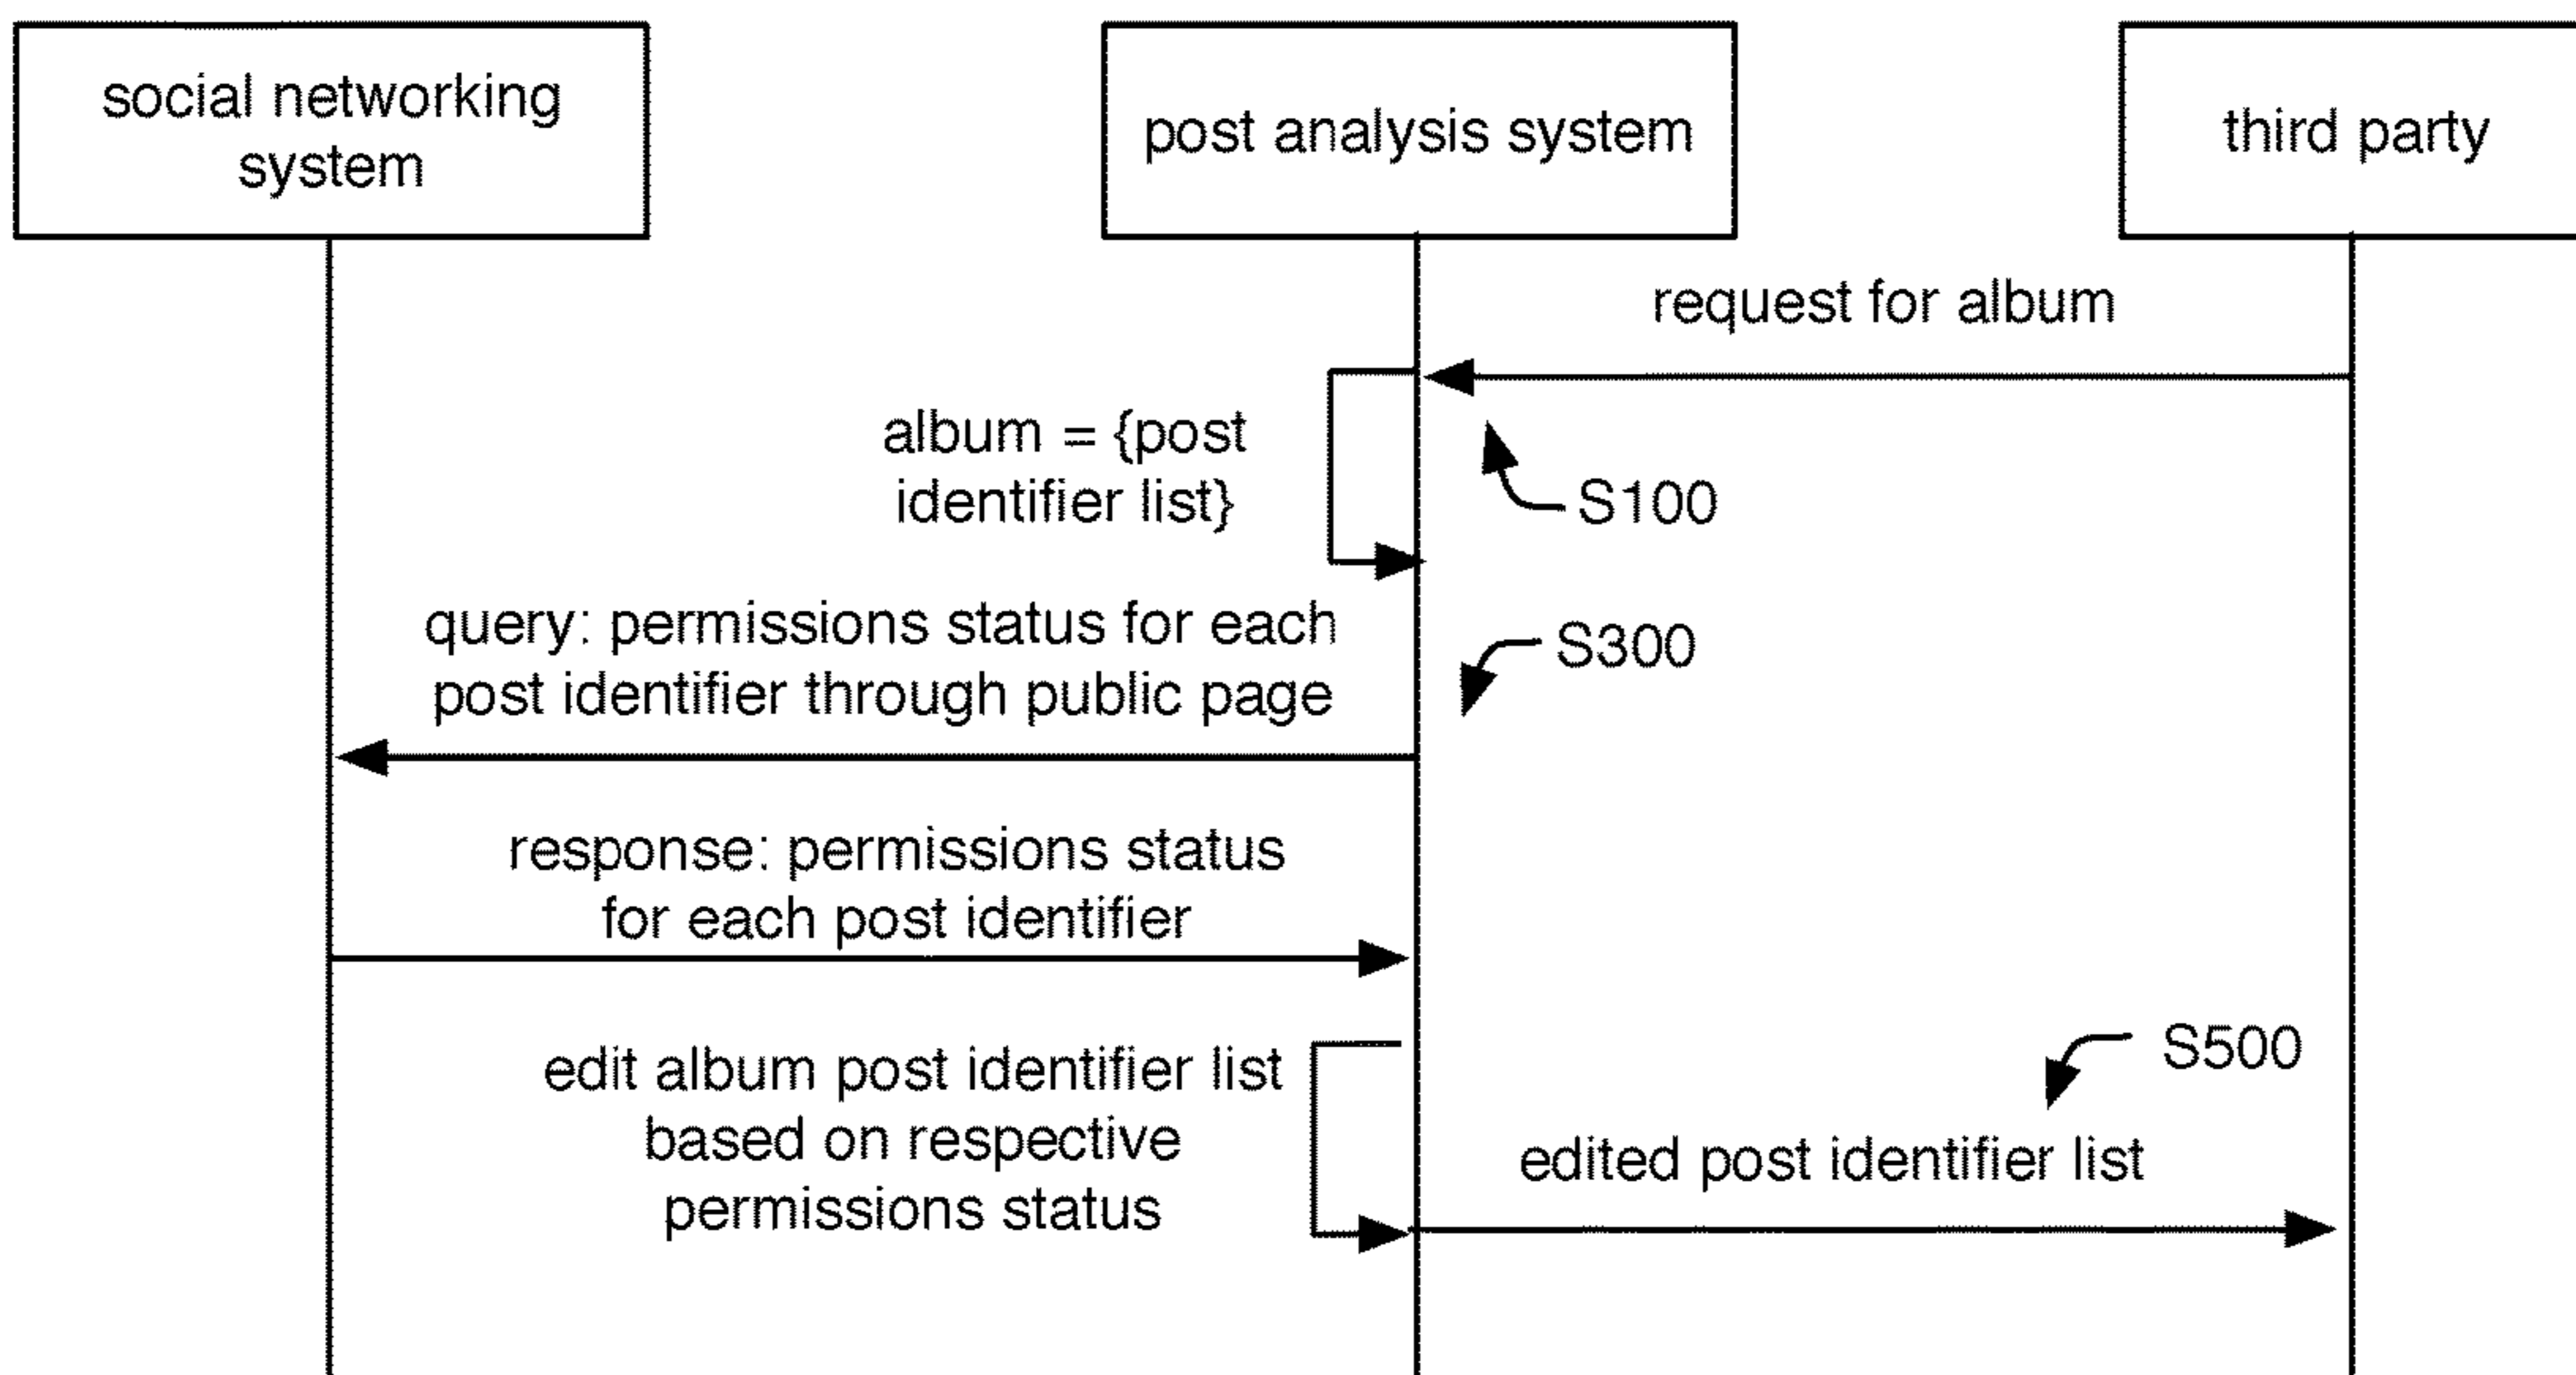 social networking
system
post analysis system
third party
request for album
album = {post
identifier list}
S100
query: permissions status for each
post identifier through public page
S300
response: permissions status
for each post identifier
edit album post identifier list
based on respective
permissions status
S500
edited post identifier list